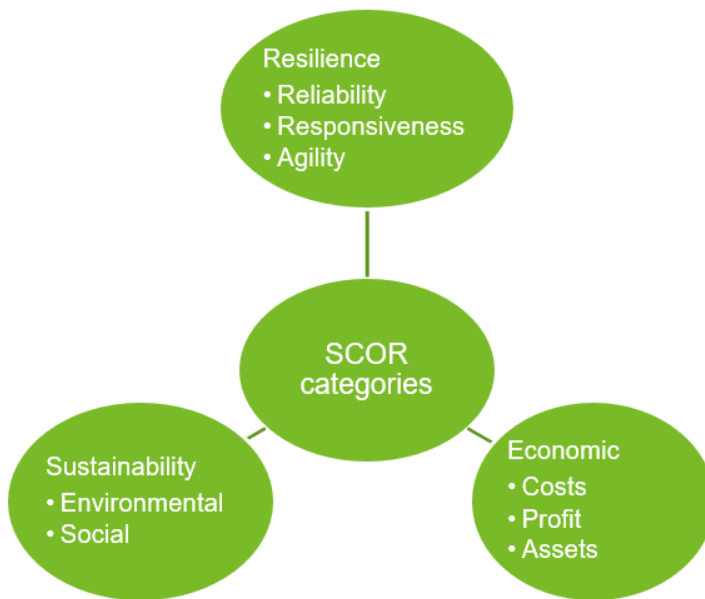 Resilience
• Reliability
• Responsiveness
• Agility
SCOR
categories
Sustainability
• Environmental
• Social
Economic
• Costs
• Profit
• Assets